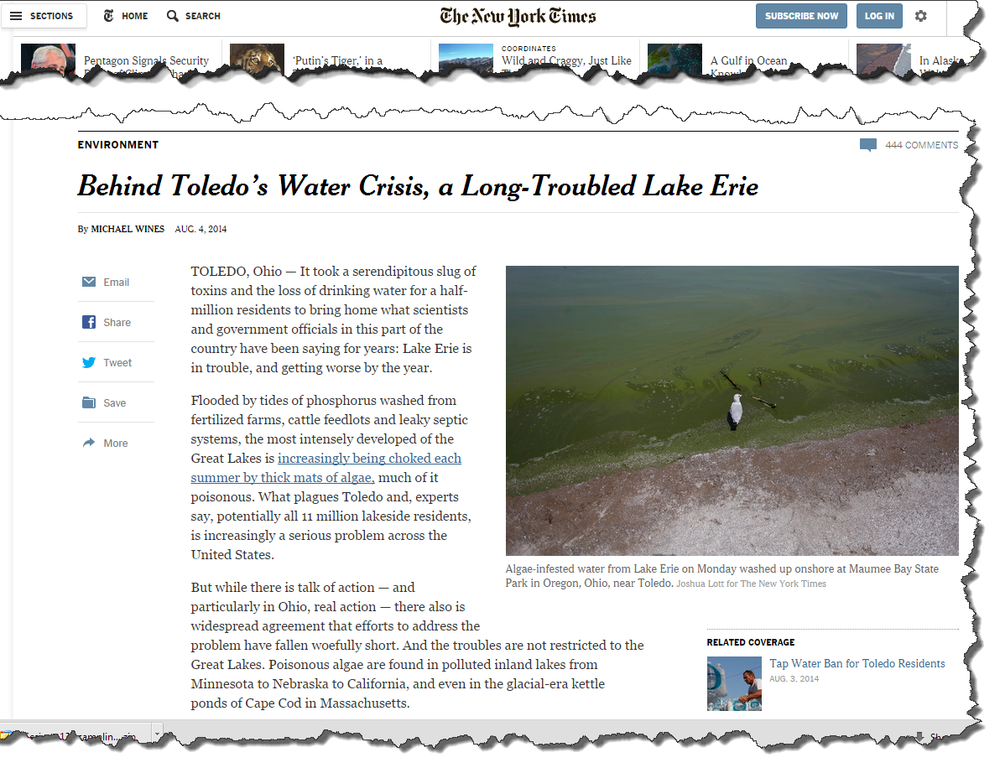 SECTIONS HOME SEARCH The New York Times SUBSCRIBE NOW LOG IN
Pentagon Signals Security
'Putin's Tiger,' in a
COORDINATES
Wild and Craggy, Just Like
A Gulf in Ocean
In Alaska
ENVIRONMENT
444 COMMENTS
Behind Toledo's Water Crisis, a Long-Troubled Lake Erie
By MICHAEL WINES AUG. 4, 2014
Email
Share
Tweet
Save
More
TOLEDO, Ohio — It took a serendipitous slug of
toxins and the loss of drinking water for a half-
million residents to bring home what scientists
and government officials in this part of the
country have been saying for years: Lake Erie is
in trouble, and getting worse by the year.
Flooded by tides of phosphorus washed from
fertilized farms, cattle feedlots and leaky septic
systems, the most intensely developed of the
Great Lakes is increasingly being choked each
summer by thick mats of algae, much of it
poisonous. What plagues Toledo and, experts
say, potentially all 11 million lakeside residents,
is increasingly a serious problem across the
United States.
But while there is talk of action — and
particularly in Ohio, real action — there also is
widespread agreement that efforts to address the
problem have fallen woefully short. And the troubles are not restricted to the
Great Lakes. Poisonous algae are found in polluted inland lakes from
Minnesota to Nebraska to California, and even in the glacial-era kettle
ponds of Cape Cod in Massachusetts.
Algae-infested water from Lake Erie on Monday washed up onshore at Maumee Bay State
Park in Oregon, Ohio, near Toledo. Joshua Lott for The New York Times
RELATED COVERAGE
Tap Water Ban for Toledo Residents
AUG. 3, 2014